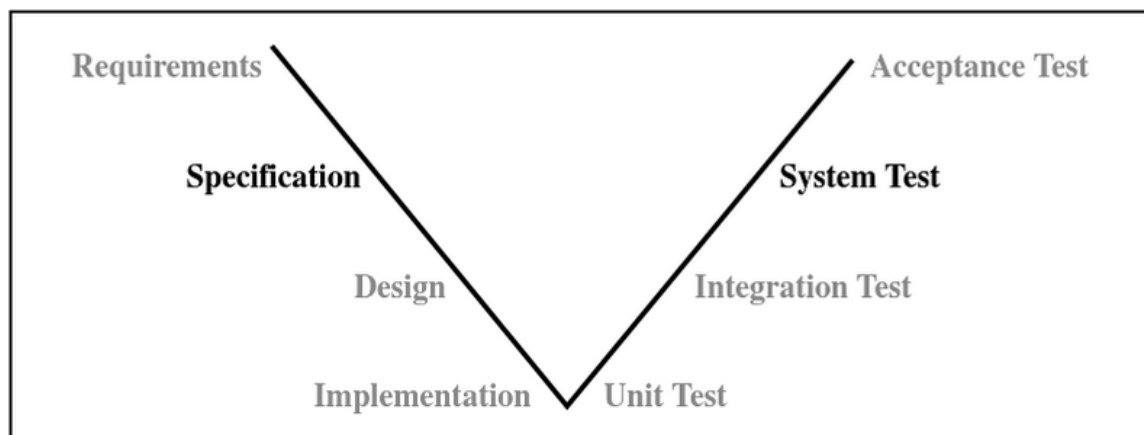 Requirements Acceptance Test
Specification System Test
Design Integration Test
Implementation Unit Test